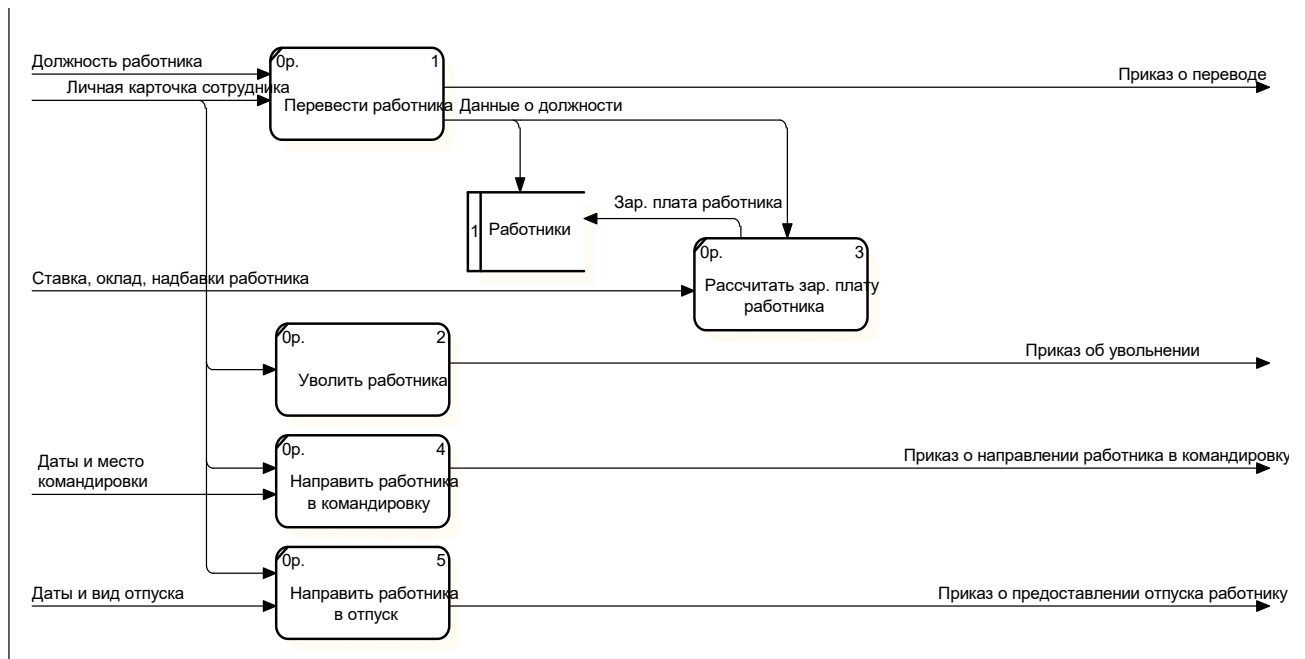 Должность работника
0р. 1
Приказ о переводе
Личная карточка сотрудника
Перевести работника
Данные о должности
Зар. плата работника
1 Работники
0р. 3
Ставка, оклад, надбавки работника
Рассчитать зар. плату
работника
0р. 2
Приказ об увольнении
Уволить работника
0р. 4
Даты и место
командировки
Приказ о направлении работника в командировку
Направить работника
в командировку
0р. 5
Даты и вид отпуска
Направить работника
в отпуск
Приказ о предоставлении отпуска работнику